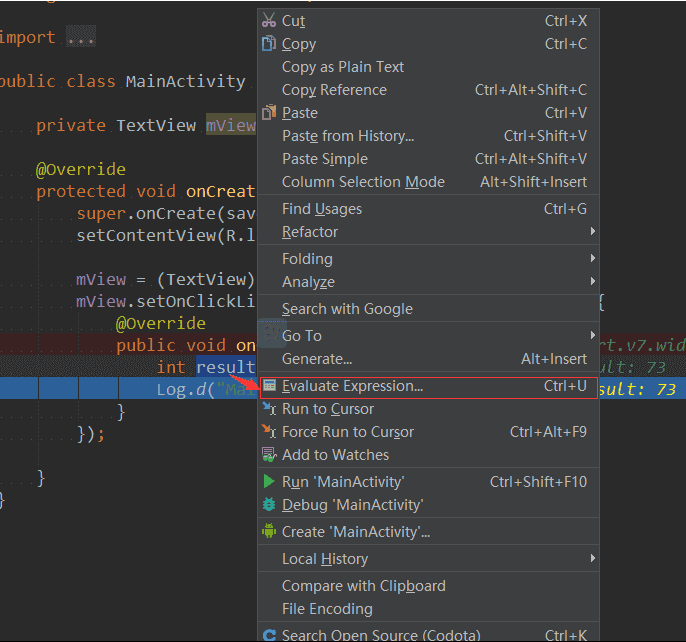 import ...
public class MainActivity
private TextView mView
@Override
protected void onCreat
super.onCreate(sav
setContentView(R.l
mView = (TextView)
mView.setOnClickLi {
@Override
public void on rt.v7.wid
int result ult: 73
Log.d("Mai sult: 73
}
});
}
}
Cut Ctrl+X
Copy Ctrl+C
Copy as Plain Text
Copy Reference Ctrl+Alt+Shift+C
Paste Ctrl+V
Paste from History... Ctrl+Shift+V
Paste Simple Ctrl+Alt+Shift+V
Column Selection Mode Alt+Shift+Insert
Find Usages Ctrl+G
Refactor
Folding
Analyze
Search with Google
Go To
Generate... Alt+Insert
Evaluate Expression... Ctrl+U
Run to Cursor
Force Run to Cursor Ctrl+Alt+F9
Add to Watches
Run 'MainActivity' Ctrl+Shift+F10
Debug 'MainActivity'
Create 'MainActivity'...
Local History
Compare with Clipboard
File Encoding
Search Open Source (Codota) Ctrl+K